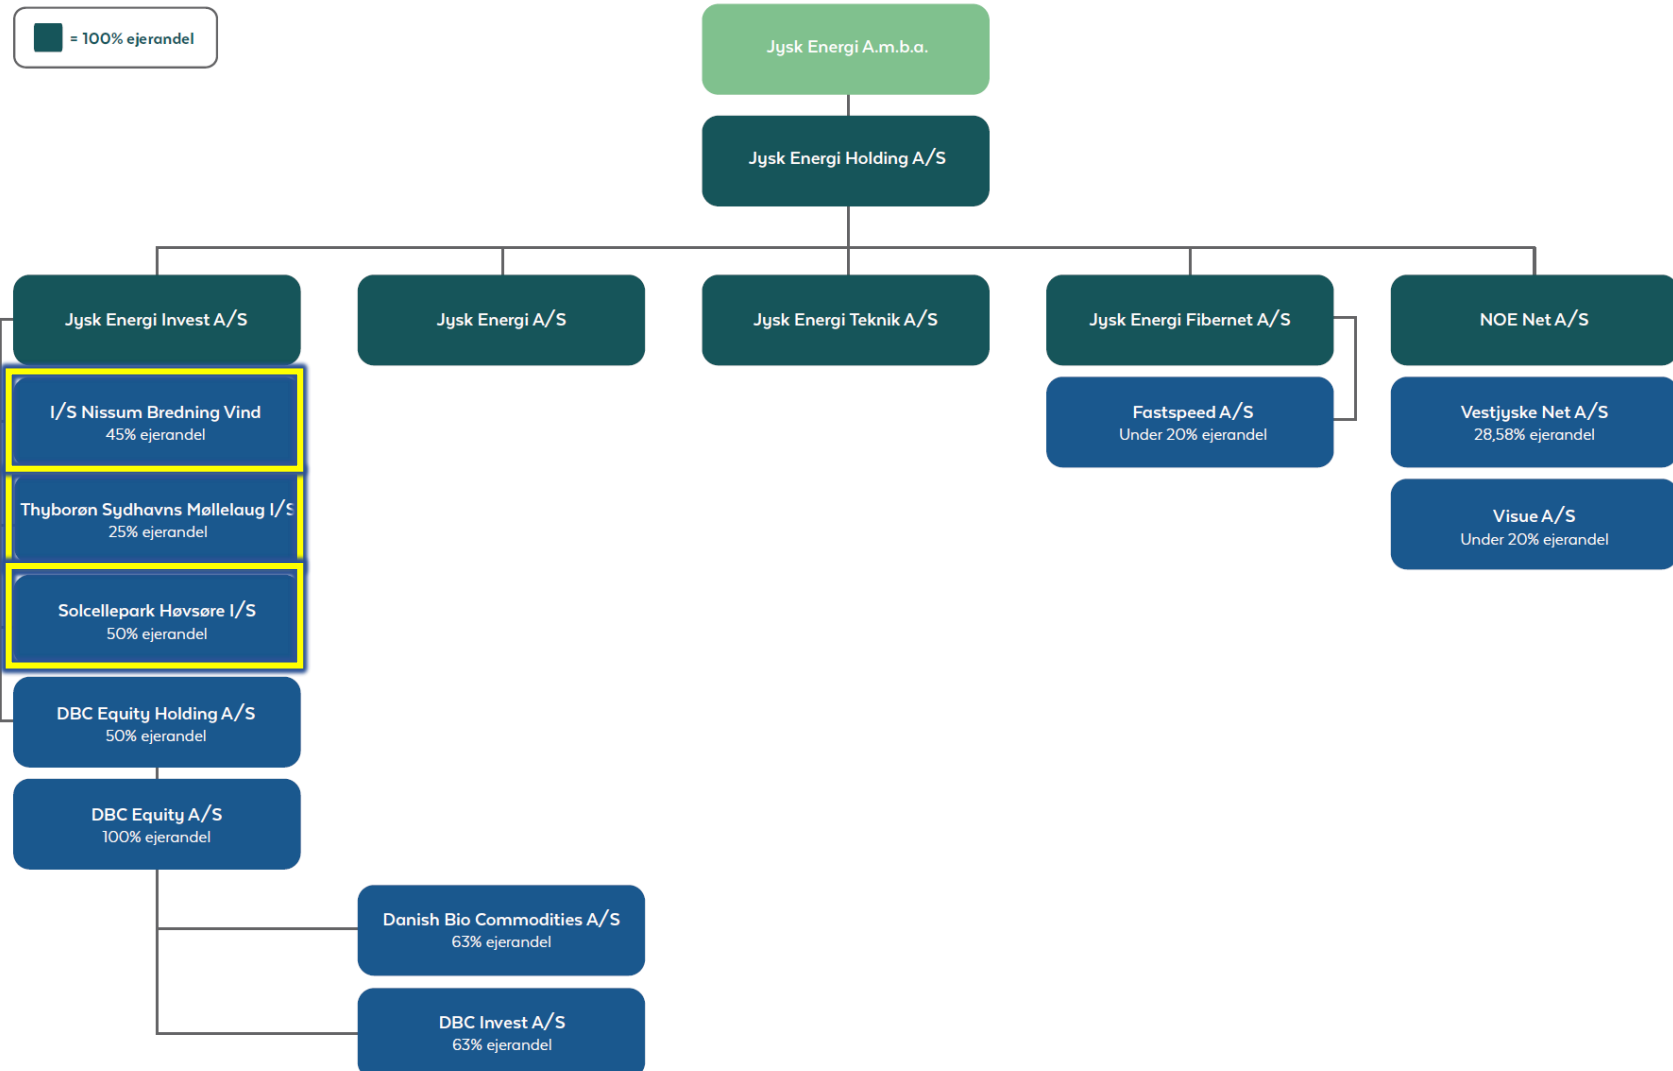 = 100% ejerandel
Jysk Energi A.m.b.a.
Jysk Energi Holding A/S
Jysk Energi Invest A/S
Jysk Energi A/S
Jysk Energi Teknik A/S
Jysk Energi Fibernet A/S
NOE Net A/S
I/S Nissum Bredning Vind
45% ejerandel
Fastspeed A/S
Under 20% ejerandel
Vestjyske Net A/S
28,58% ejerandel
Thyborøn Sydhavns Møllelaug I/S
25% ejerandel
Visue A/S
Under 20% ejerandel
Solcellepark Høvsøre I/S
50% ejerandel
DBC Equity Holding A/S
50% ejerandel
DBC Equity A/S
100% ejerandel
Danish Bio Commodities A/S
63% ejerandel
DBC Invest A/S
63% ejerandel